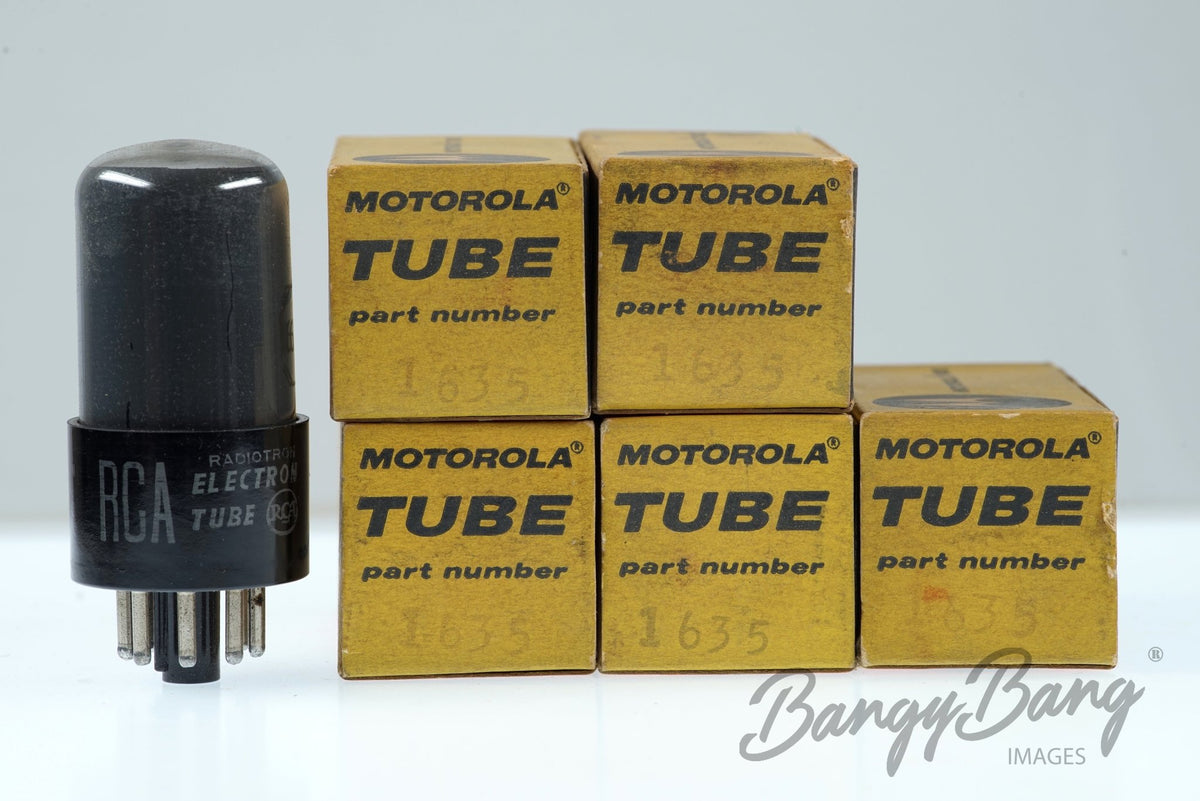 RCA
RADIOTRON
ELECTRON
TUBE
RCA
MOTOROLA®
TUBE
part number
1635
MOTOROLA®
TUBE
part number
1635
MOTOROLA®
TUBE
part number
1635
MOTOROLA®
TUBE
part number
1635
MOTOROLA®
TUBE
part number
1635
BangyBang®
IMAGES